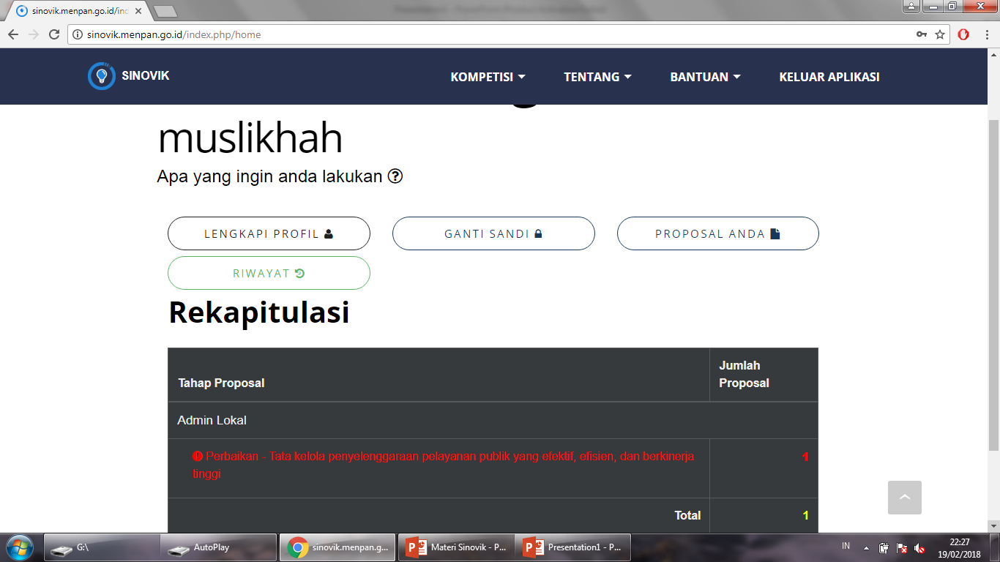 sinovik.menpan.go.id/ind
sinovik.menpan.go.id/index.php/home
SINOVIK
KOMPETISI
TENTANG
BANTUAN
KELUAR APLIKASI
muslikhah
Apa yang ingin anda lakukan
LENGKAPI PROFIL
GANTI SANDI
PROPOSAL ANDA
RIWAYAT
Rekapitulasi
Tahap Proposal
Jumlah
Proposal
Admin Lokal
Perbaikan - Tata kelola penyelenggaraan pelayanan publik yang efektif, efisien, dan berkinerja
tinggi
1
Total
1
G:\
AutoPlay
sinovik.menpan.g...
Materi Sinovik - P...
Presentation1 - P...
IN
22:27
19/02/2018